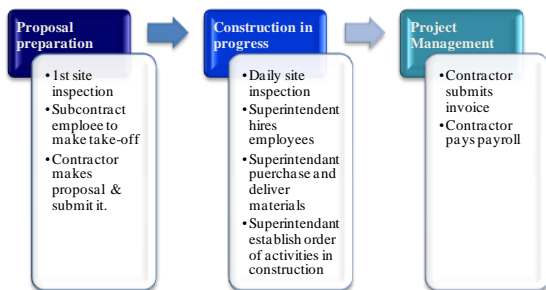 Proposal
preparation
•1st site
inspection
•Subcontract
emploee to
make take-off
•Contractor
makes
proposal &
submit it.
Construction in
progress
•Daily site
inspection
•Superintendent
hires
employees
•Superintendant
puerchase and
deliver
materials
•Superintendant
establish order
of activities in
construction
Project
Management
•Contractor
submits
invoice
•Contractor
pays payroll